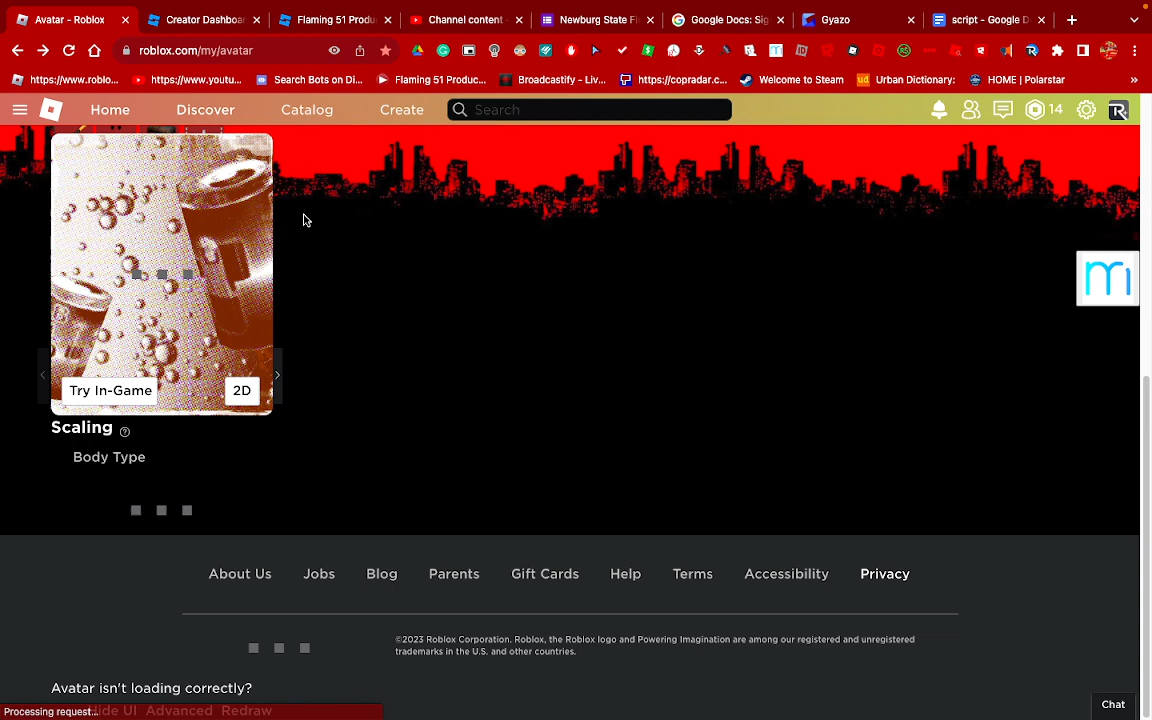 Avatar - Roblox
Creator Dashboa
Flaming 51 Produ
Channel content -
Newburg State Fi
Google Docs: Sig
Gyazo
script - Google D
roblox.com/my/avatar
https://www.roblo...
https://www.youtu...
Search Bots on Di...
Flaming 51 Produc...
Broadcastify - Liv...
https://copradar.c...
Welcome to Steam
Urban Dictionary:
HOME | Polarstar
Home
Discover
Catalog
Create
Search
14
Try In-Game
2D
Scaling
Body Type
About Us
Jobs
Blog
Parents
Gift Cards
Help
Terms
Accessibility
Privacy
©2023 Roblox Corporation. Roblox, the Roblox logo and Powering Imagination are among our registered and unregistered
trademarks in the U.S. and other countries.
Avatar isn't loading correctly?
Processing request...
ide UI
Advanced
Redraw
Chat